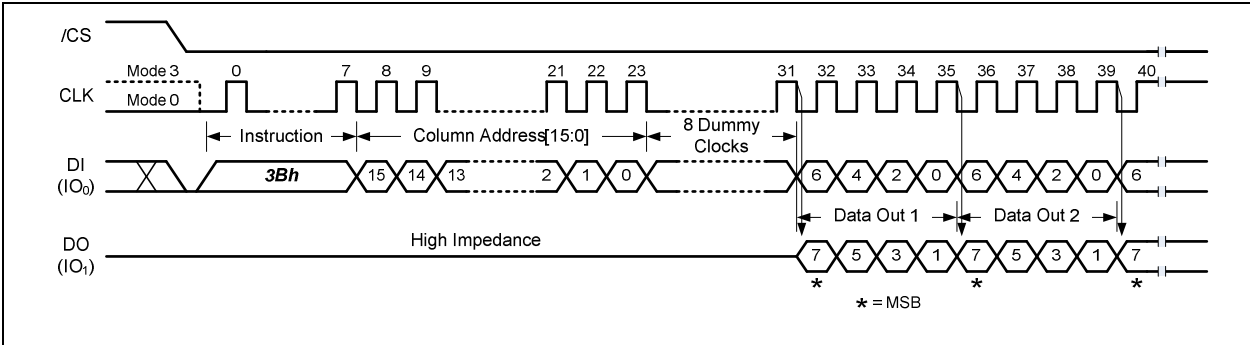 /CS
Mode 3 0 7 8 9 21 22 23 31 32 33 34 35 36 37 38 39 40
CLK Mode 0
Instruction Column Address[15:0] 8 Dummy Clocks
DI (IO0) 3Bh 15 14 13 2 1 0 6 4 2 0 6 4 2 0 6
Data Out 1 Data Out 2
High Impedance
DO (IO1) 7 5 3 1 7 5 3 1 7
* * *
* = MSB